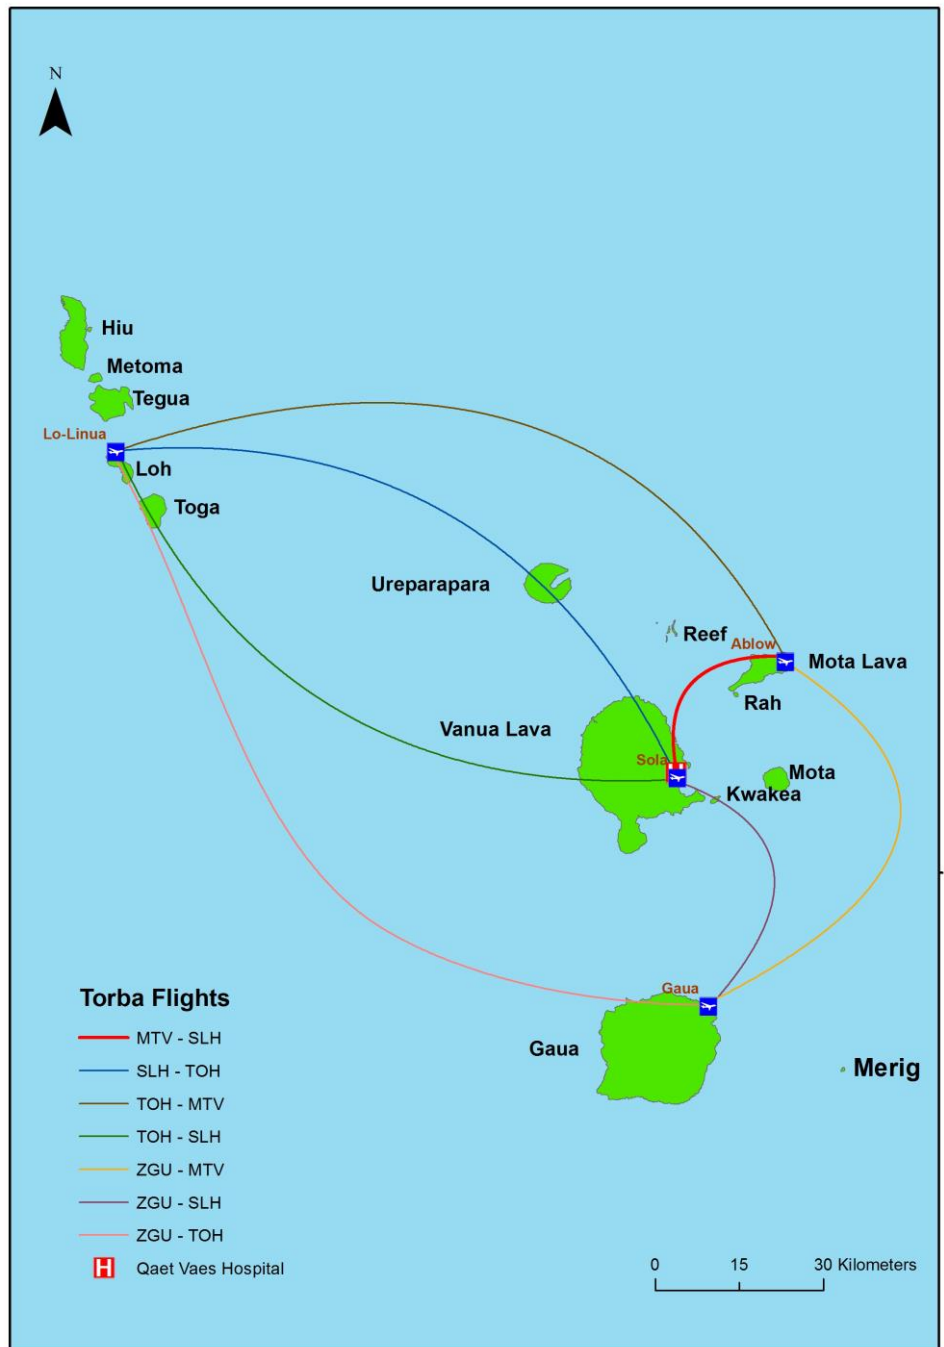 N
Hiu
Metoma
Tegua
Lo-Linua
Loh
Toga
Ureparapara
Reef
Ablow
Mota Lava
Rah
Vanua Lava
Sola
Mota
Kwakea
Gaua
Gaua
Merig
Torba Flights
MTV - SLH
SLH - TOH
TOH - MTV
TOH - SLH
ZGU - MTV
ZGU - SLH
ZGU - TOH
H Qaet Vaes Hospital
0 15 30 Kilometers